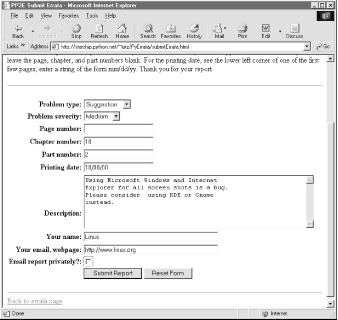 PP2E Submit Errata - Microsoft Internet Explorer
File Edit View Favorites Tools Help
Back Forward Stop Refresh Home Search Favorites History Mail Print Edit Discuss
Links Address http://starship.python.net/~lutz/PyErrata/submitErrata.html Go
leave the page, chapter, and part numbers blank. For the printing date, see the lower left corner of one of the first
few pages; enter a string of the form mm/dd/yy. Thank you for your report.
Problem type: Suggestion
Problem severity: Medium
Page number:
Chapter number: 10
Part number: 2
Printing date: 10/00/00
Using Microsoft Windows and Internet
Explorer for all screen shots is a bug.
Please consider using KDE or Gnome
instead.
Description:
Your name: Linus
Your email, webpage: http://www.linux.org
Email report privately?:
Submit Report Reset Form
Back to errata page
Done Internet